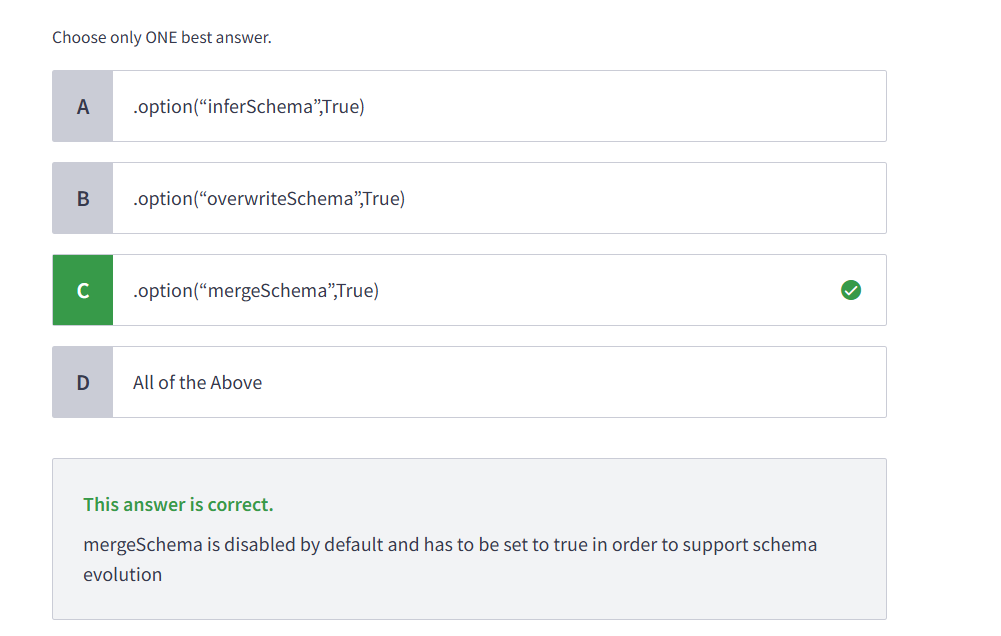 Choose only ONE best answer.
A
.option(“inferSchema”,True)
B
.option(“overwriteSchema”,True)
C
.option(“mergeSchema”,True)
D
All of the Above
This answer is correct.
mergeSchema is disabled by default and has to be set to true in order to support schema
evolution